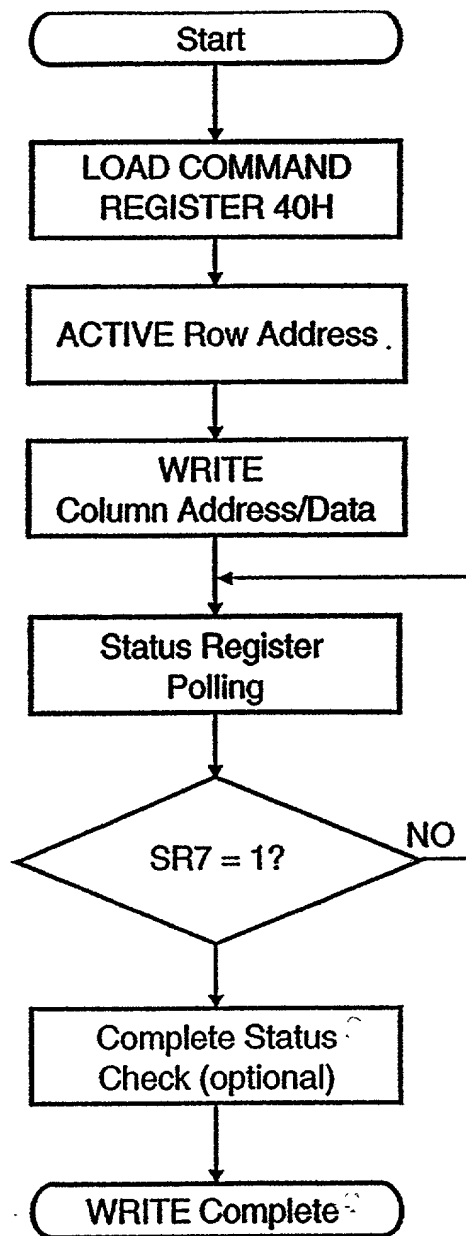 Start
LOAD COMMAND
REGISTER 40H
ACTIVE Row Address
WRITE
Column Address/Data
Status Register
Polling
SR7 = 1?
NO
Complete Status
Check (optional)
WRITE Complete